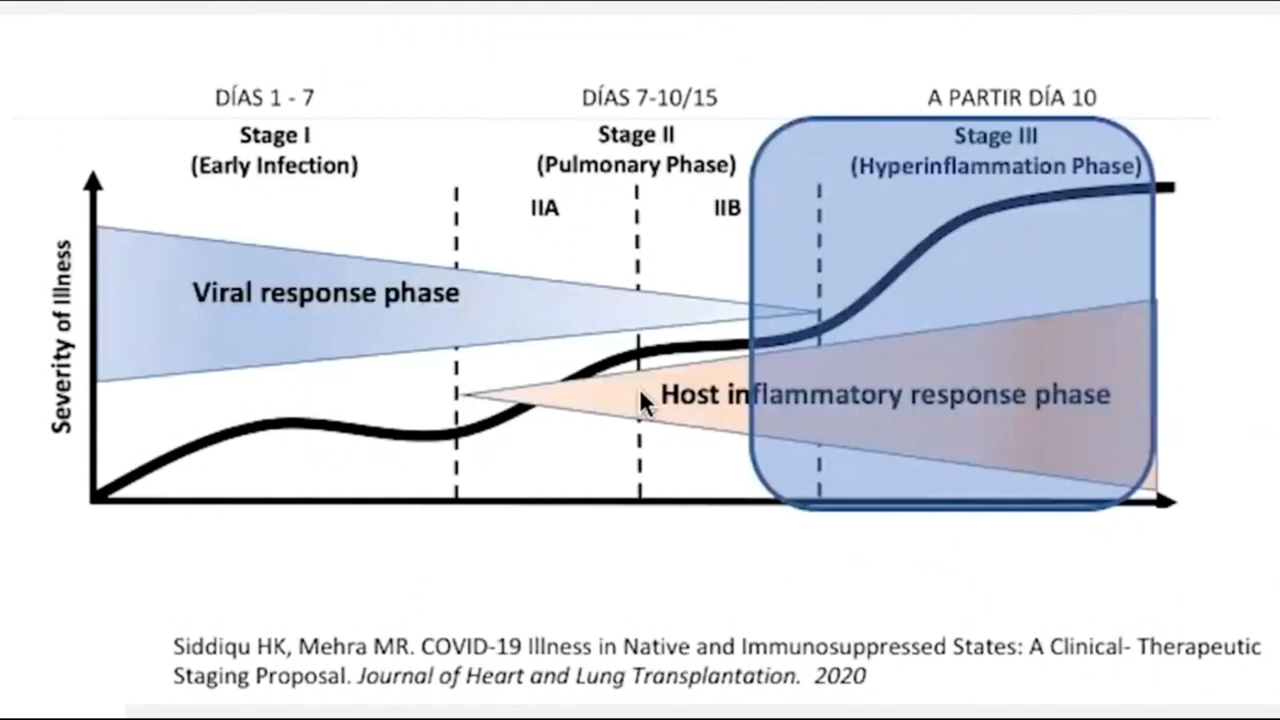 DÍAS 1 - 7
DÍAS 7-10/15
A PARTIR DÍA 10
Stage I
(Early Infection)
Stage II
(Pulmonary Phase)
Stage III
(Hyperinflammation Phase)
IIA
IIB
Severity of Illness
Viral response phase
Host inflammatory response phase
Siddiqu HK, Mehra MR. COVID-19 Illness in Native and Immunosuppressed States: A Clinical- Therapeutic
Staging Proposal. Journal of Heart and Lung Transplantation. 2020